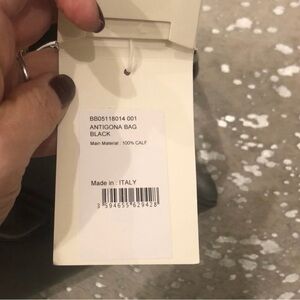 BB05118014 001
ANTIGONA BAG
BLACK
Main Material : 100% CALF
Made in : ITALY
3 594655 629428